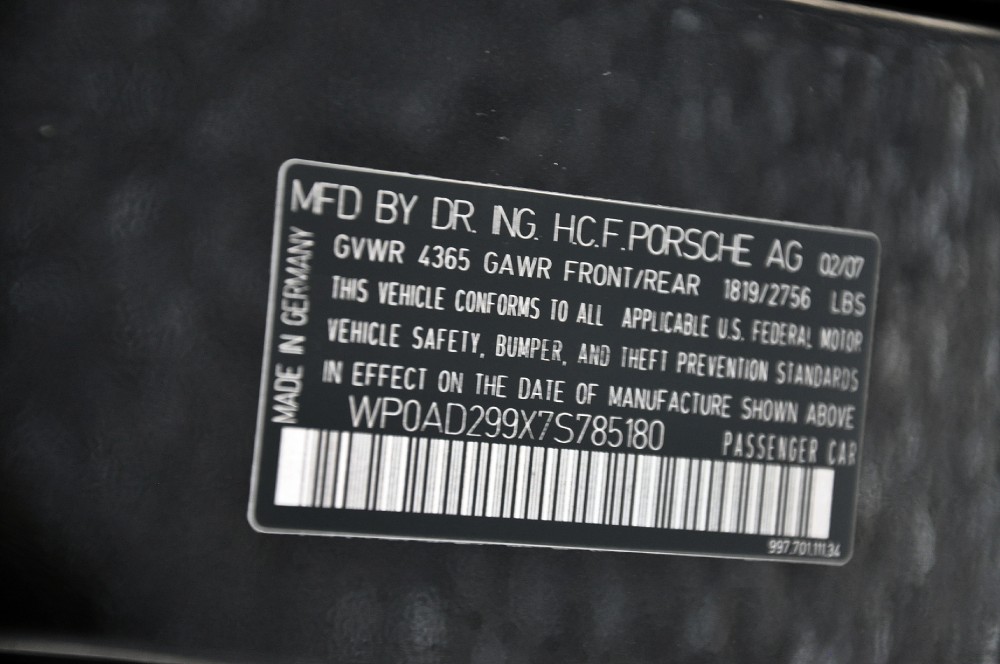 MFD BY DR. ING. H.C.F. PORSCHE AG 02/07
GVWR 4365 GAWR FRONT/REAR 1819/2756 LBS
THIS VEHICLE CONFORMS TO ALL APPLICABLE U.S. FEDERAL MOTOR
VEHICLE SAFETY, BUMPER, AND THEFT PREVENTION STANDARDS
IN EFFECT ON THE DATE OF MANUFACTURE SHOWN ABOVE
WP0AD299X7S785180 PASSENGER CAR
997.701.111.34
MADE IN GERMANY